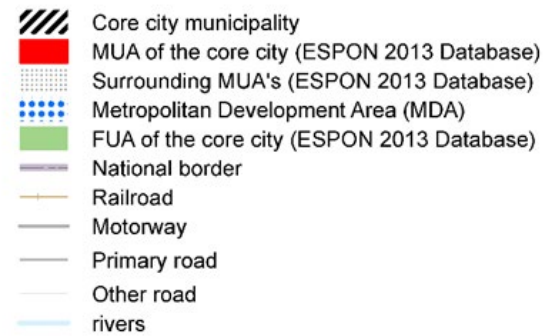 Core city municipality
MUA of the core city (ESPON 2013 Database)
Surrounding MUA's (ESPON 2013 Database)
Metropolitan Development Area (MDA)
FUA of the core city (ESPON 2013 Database)
National border
Railroad
Motorway
Primary road
Other road
rivers